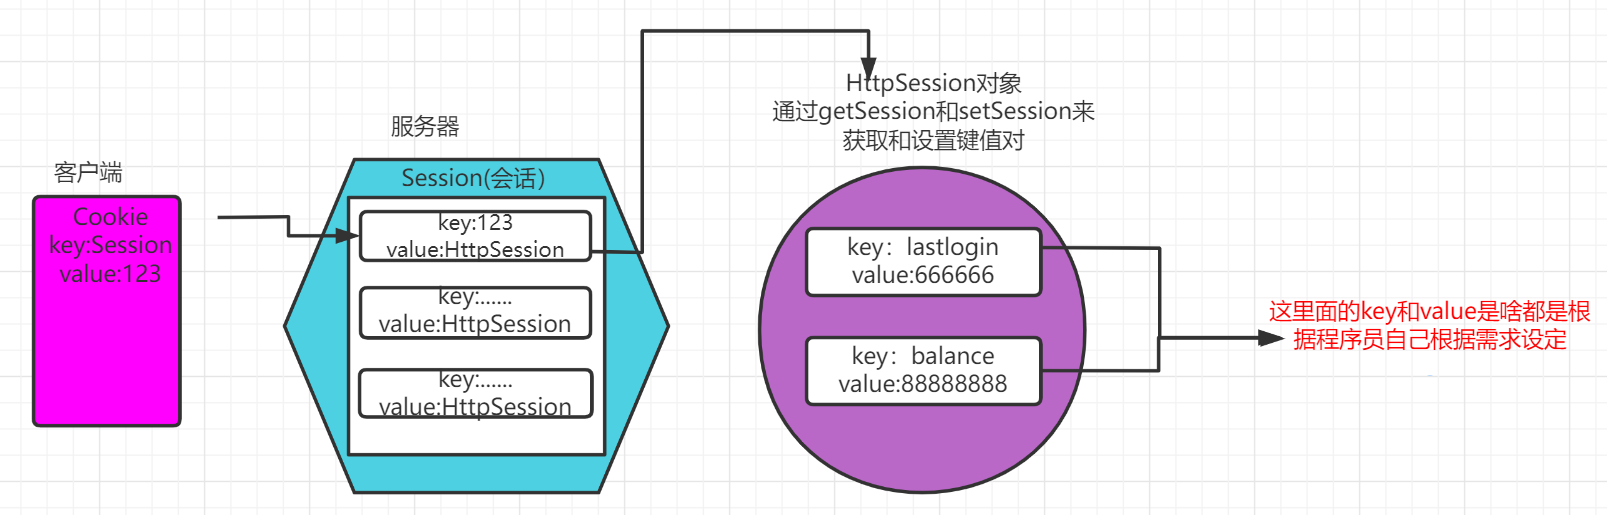 客户端
Cookie
key:Session
value:123
服务器
Session(会话)
key:123
value:HttpSession
key:......
value:HttpSession
key:......
value:HttpSession
HttpSession对象
通过getSession和setSession来
获取和设置键值对
key：lastlogin
value:666666
key：balance
value:88888888
这里面的key和value是啥都是根
据程序员自己根据需求设定